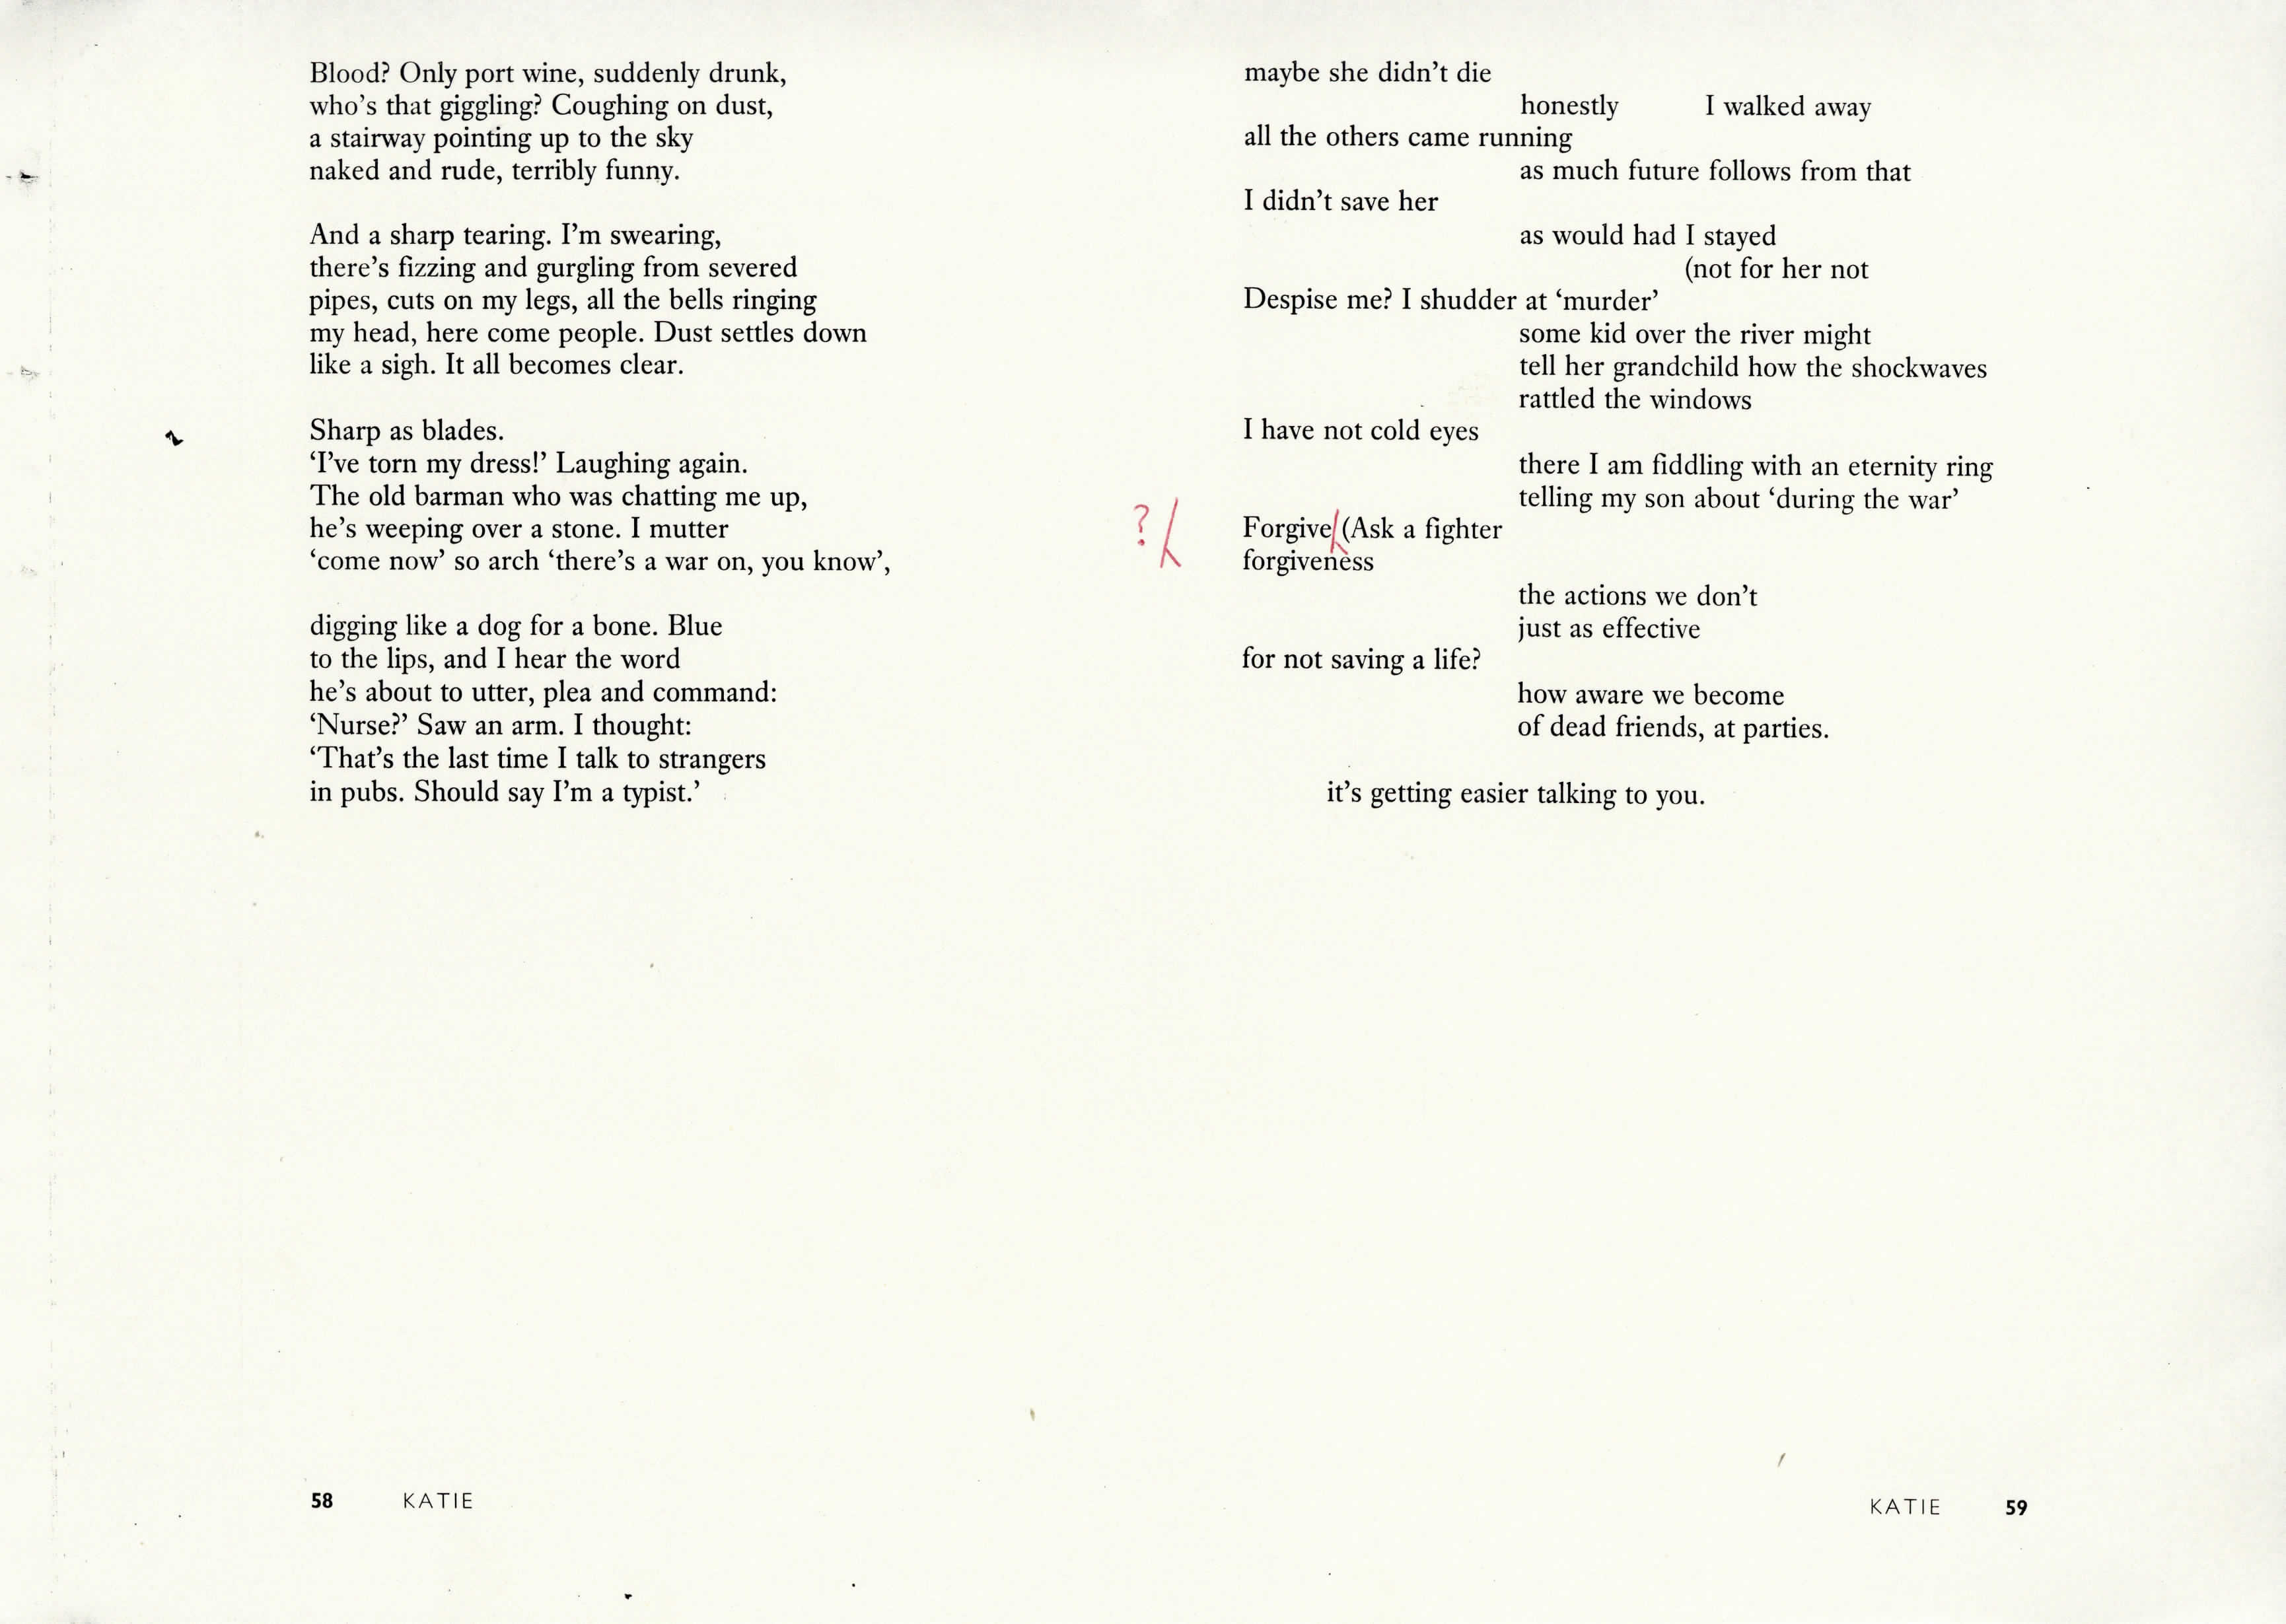 Blood? Only port wine, suddenly drunk,
who's that giggling? Coughing on dust,
a stairway pointing up to the sky
naked and rude, terribly funny.
And a sharp tearing. I'm swearing,
there's fizzing and gurgling from severed
pipes, cuts on my legs, all the bells ringing
my head, here come people. Dust settles down
like a sigh. It all becomes clear.
Sharp as blades.
‘I've torn my dress!’ Laughing again.
The old barman who was chatting me up,
he's weeping over a stone. I mutter
‘come now’ so arch ‘there's a war on, you know’,
digging like a dog for a bone. Blue
to the lips, and I hear the word
he's about to utter, plea and command:
‘Nurse?’ Saw an arm. I thought:
‘That's the last time I talk to strangers
in pubs. Should say I'm a typist.’
58 KATIE
maybe she didn't die
honestly I walked away
all the others came running
as much future follows from that
I didn't save her
as would had I stayed
(not for her not
Despise me? I shudder at ‘murder’
some kid over the river might
tell her grandchild how the shockwaves
rattled the windows
I have not cold eyes
there I am fiddling with an eternity ring
telling my son about ‘during the war’
?/ Forgive (Ask a fighter
forgiveness
the actions we don't
just as effective
for not saving a life?
how aware we become
of dead friends, at parties.
it's getting easier talking to you.
KATIE 59